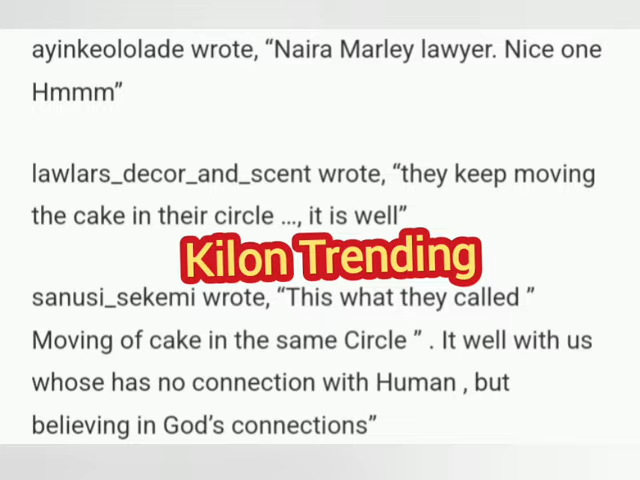 ayinkeololade wrote, “Naira Marley lawyer. Nice one
Hmmm”
lawlars_decor_and_scent wrote, “they keep moving
the cake in their circle …, it is well”
Kilon Trending
sanusi_sekemi wrote, “This what they called ”
Moving of cake in the same Circle ” . It well with us
whose has no connection with Human , but
believing in God’s connections”